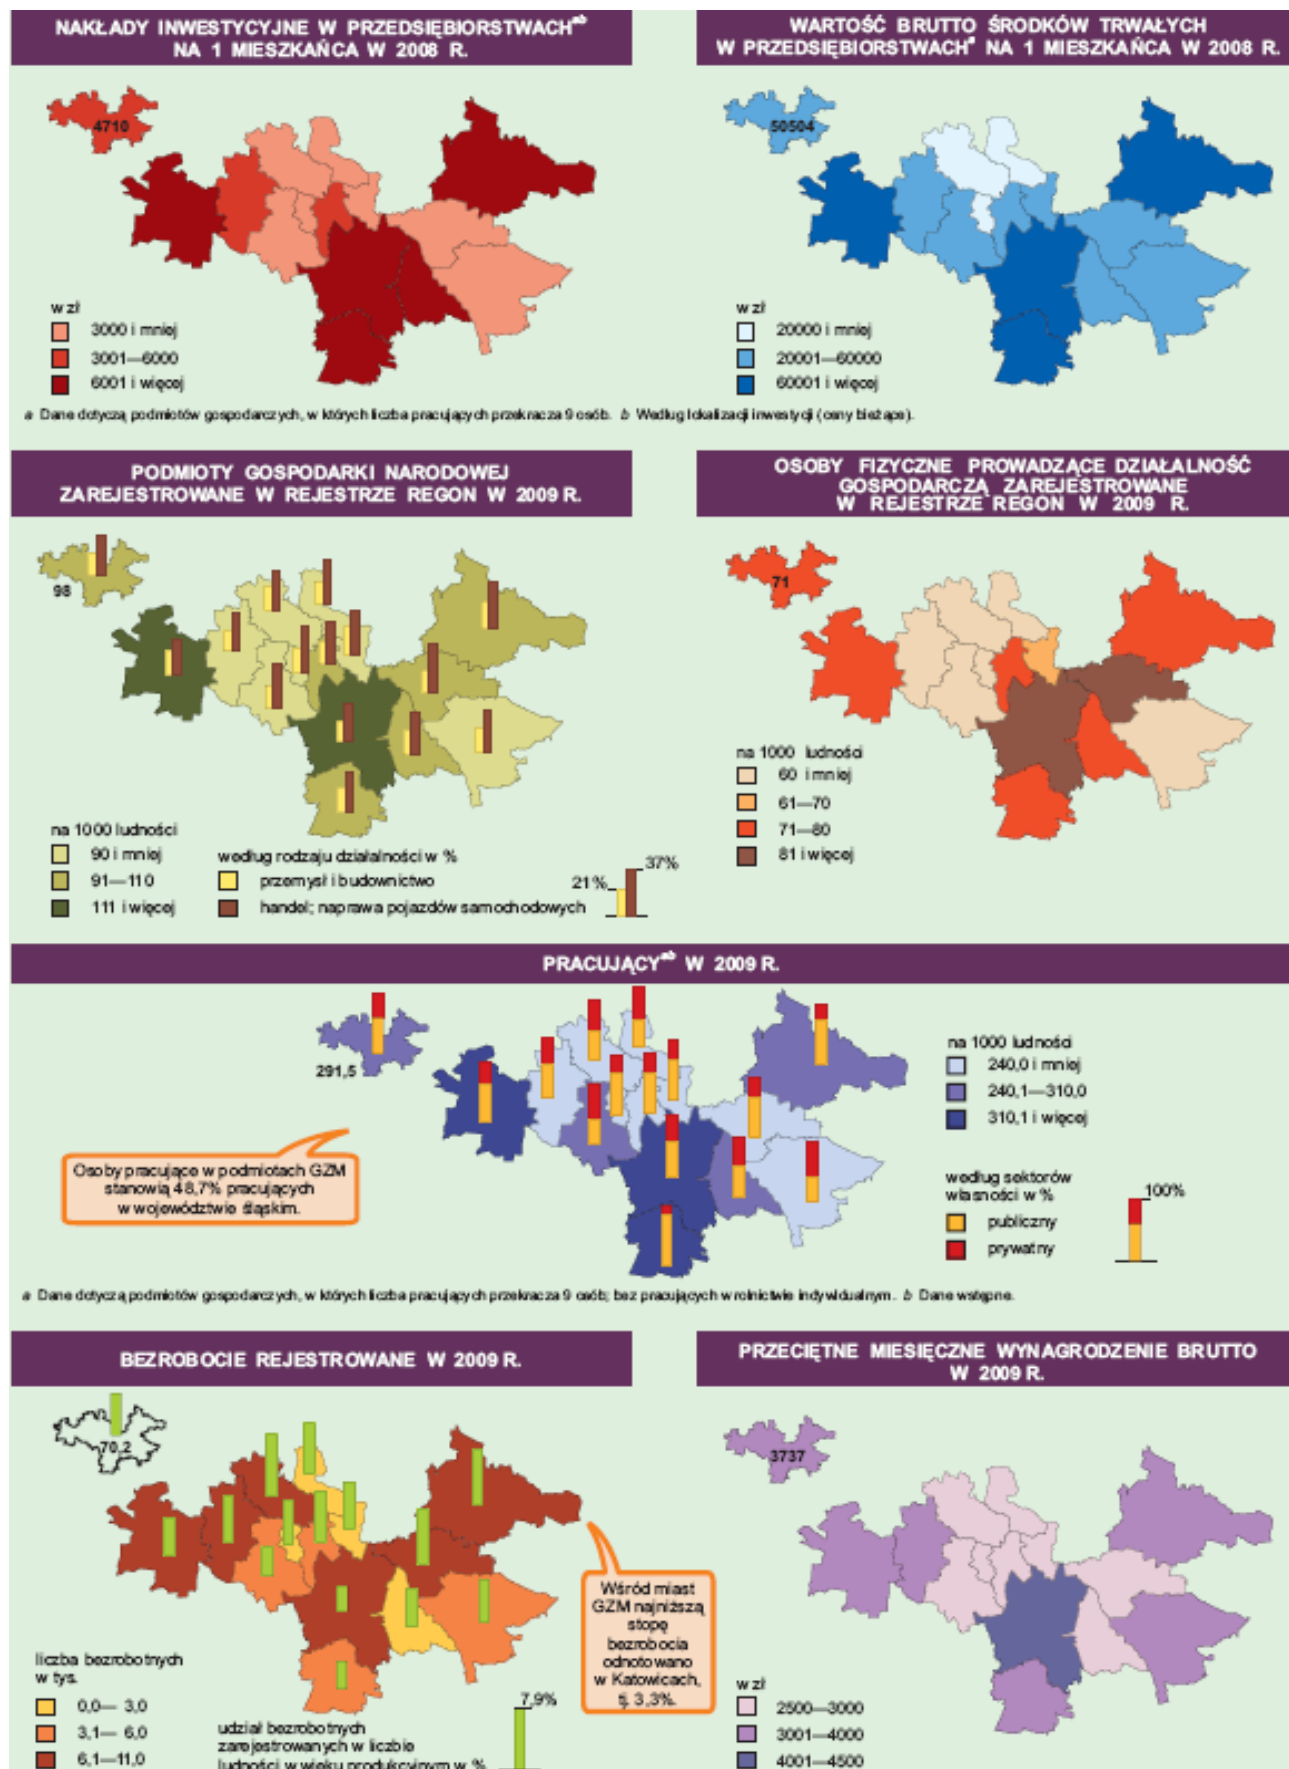 NAKŁADY INWESTYCYJNE W PRZEDSIĘBIORSTWACHab
NA 1 MIESZKAŃCA W 2008 R.
4710
w zł
3000 i mniej
3001—6000
6001 i więcej
WARTOŚĆ BRUTTO ŚRODKÓW TRWAŁYCH
W PRZEDSIĘBIORSTWACHa NA 1 MIESZKAŃCA W 2008 R.
50504
w zł
20000 i mniej
20001—60000
60001 i więcej
a Dane dotyczą podmiotów gospodarczych, w których liczba pracujących przekracza 9 osób. b Według lokalizacji inwestycji (ceny bieżące).
PODMIOTY GOSPODARKI NARODOWEJ
ZAREJESTROWANE W REJESTRZE REGON W 2009 R.
98
na 1000 ludności
90 i mniej
91—110
111 i więcej
według rodzaju działalności w %
przemysł i budownictwo
handel; naprawa pojazdów samochodowych
21%
37%
OSOBY FIZYCZNE PROWADZĄCE DZIAŁALNOŚĆ
GOSPODARCZĄ ZAREJESTROWANE
W REJESTRZE REGON W 2009 R.
71
na 1000 ludności
60 i mniej
61—70
71—80
81 i więcej
PRACUJĄCYab W 2009 R.
291,5
Osoby pracujące w podmiotach GZM
stanowią 48,7% pracujących
w województwie śląskim.
na 1000 ludności
240,0 i mniej
240,1—310,0
310,1 i więcej
według sektorów
własności w %
publiczny
prywatny
100%
a Dane dotyczą podmiotów gospodarczych, w których liczba pracujących przekracza 9 osób; bez pracujących w rolnictwie indywidualnym. b Dane wstępne.
BEZROBOCIE REJESTROWANE W 2009 R.
70,2
liczba bezrobotnych
w tys.
0,0— 3,0
3,1— 6,0
6,1—11,0
udział bezrobotnych
zarejestrowanych w liczbie
ludności w wieku produkcyjnym w %
7,9%
Wśród miast
GZM najniższą
stopę
bezrobocia
odnotowano
w Katowicach,
tj. 3,3%.
PRZECIĘTNE MIESIĘCZNE WYNAGRODZENIE BRUTTO
W 2009 R.
3737
w zł
2500—3000
3001—4000
4001—4500